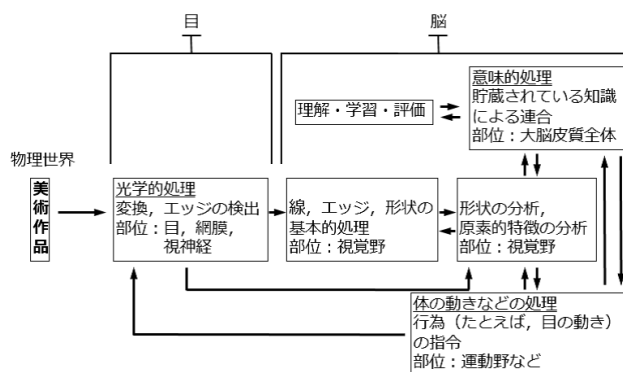 目
脳
意味的処理
貯蔵されている知識
による連合
部位：大脳皮質全体
理解・学習・評価
物理世界
美術作品
光学的処理
変換，エッジの検出
部位：目，網膜，
視神経
線，エッジ，形状の
基本的処理
部位：視覚野
形状の分析，
原素的特徴の分析
部位：視覚野
体の動きなどの処理
行為（たとえば，目の動き）
の指令
部位：運動野など